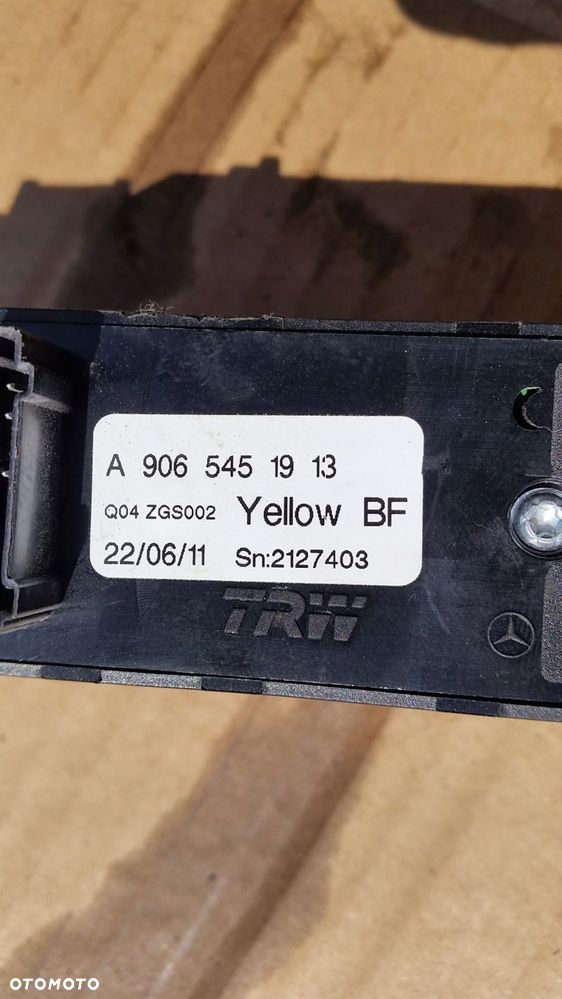 A 906 545 19 13
Q04 ZGS002 Yellow BF
22/06/11 Sn:2127403
TRW
OTOMOTO